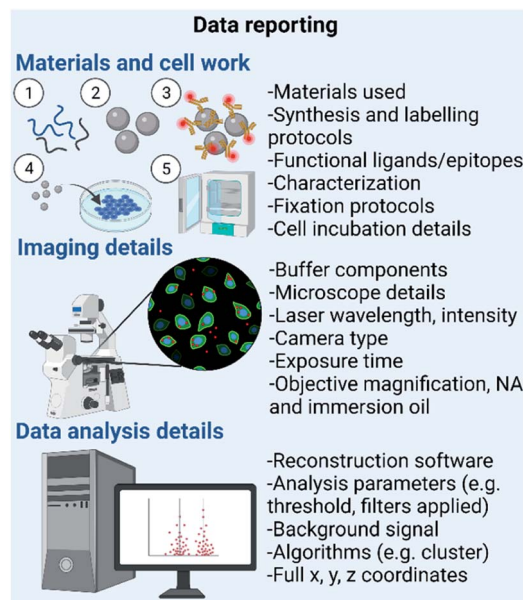 Data reporting
Materials and cell work
1
2
3
4
5
-Materials used
-Synthesis and labelling
protocols
-Functional ligands/epitopes
-Characterization
-Fixation protocols
-Cell incubation details
Imaging details
-Buffer components
-Microscope details
-Laser wavelength, intensity
-Camera type
-Exposure time
-Objective magnification, NA
and immersion oil
Data analysis details
-Reconstruction software
-Analysis parameters (e.g.
threshold, filters applied)
-Background signal
-Algorithms (e.g. cluster)
-Full x, y, z coordinates